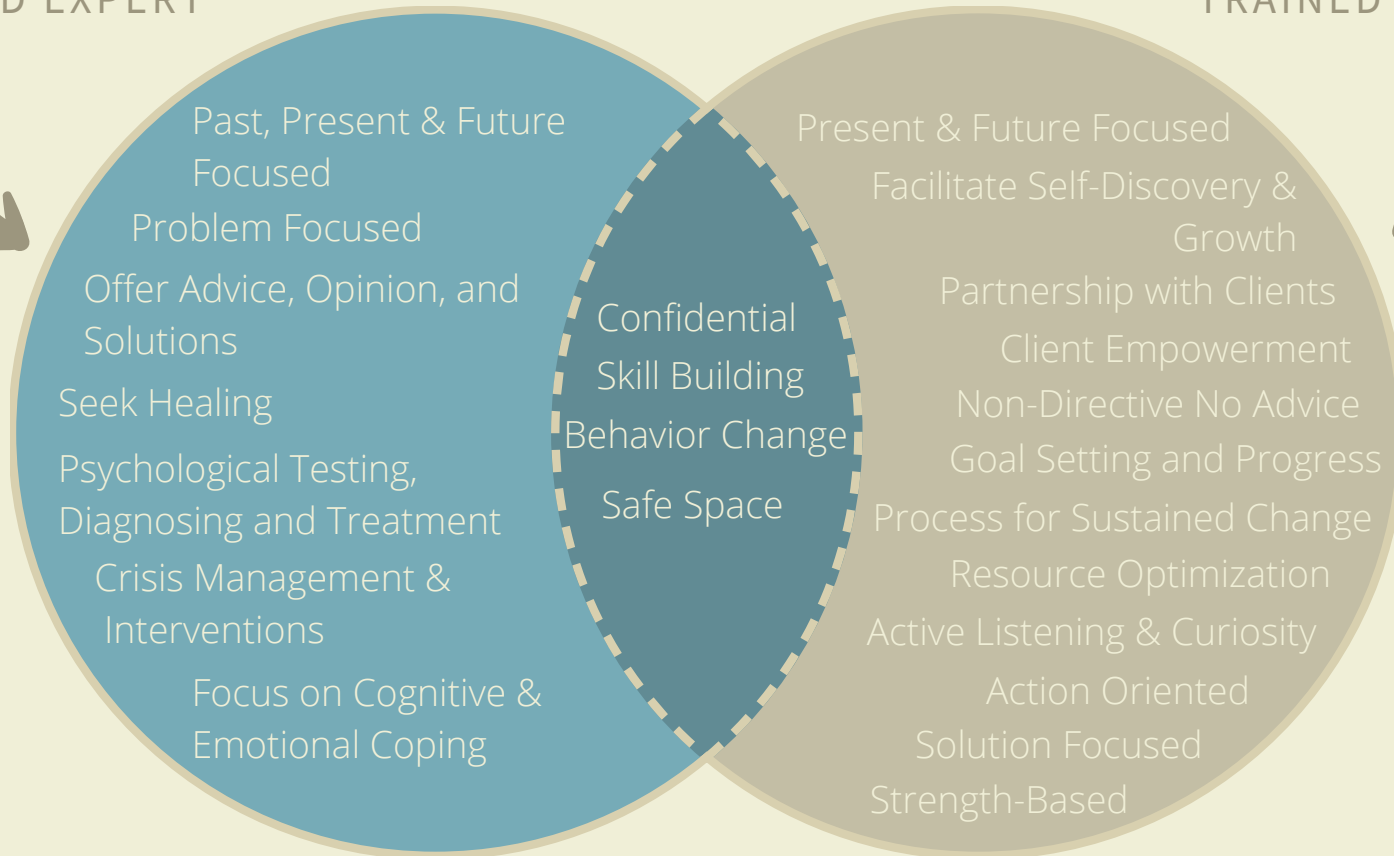 D EXPERT
TRAINED
Past, Present & Future
Focused
Problem Focused
Offer Advice, Opinion, and
Solutions
Seek Healing
Psychological Testing,
Diagnosing and Treatment
Crisis Management &
Interventions
Focus on Cognitive &
Emotional Coping
Confidential
Skill Building
Behavior Change
Safe Space
Present & Future Focused
Facilitate Self-Discovery &
Growth
Partnership with Clients
Client Empowerment
Non-Directive No Advice
Goal Setting and Progress
Process for Sustained Change
Resource Optimization
Active Listening & Curiosity
Action Oriented
Solution Focused
Strength-Based